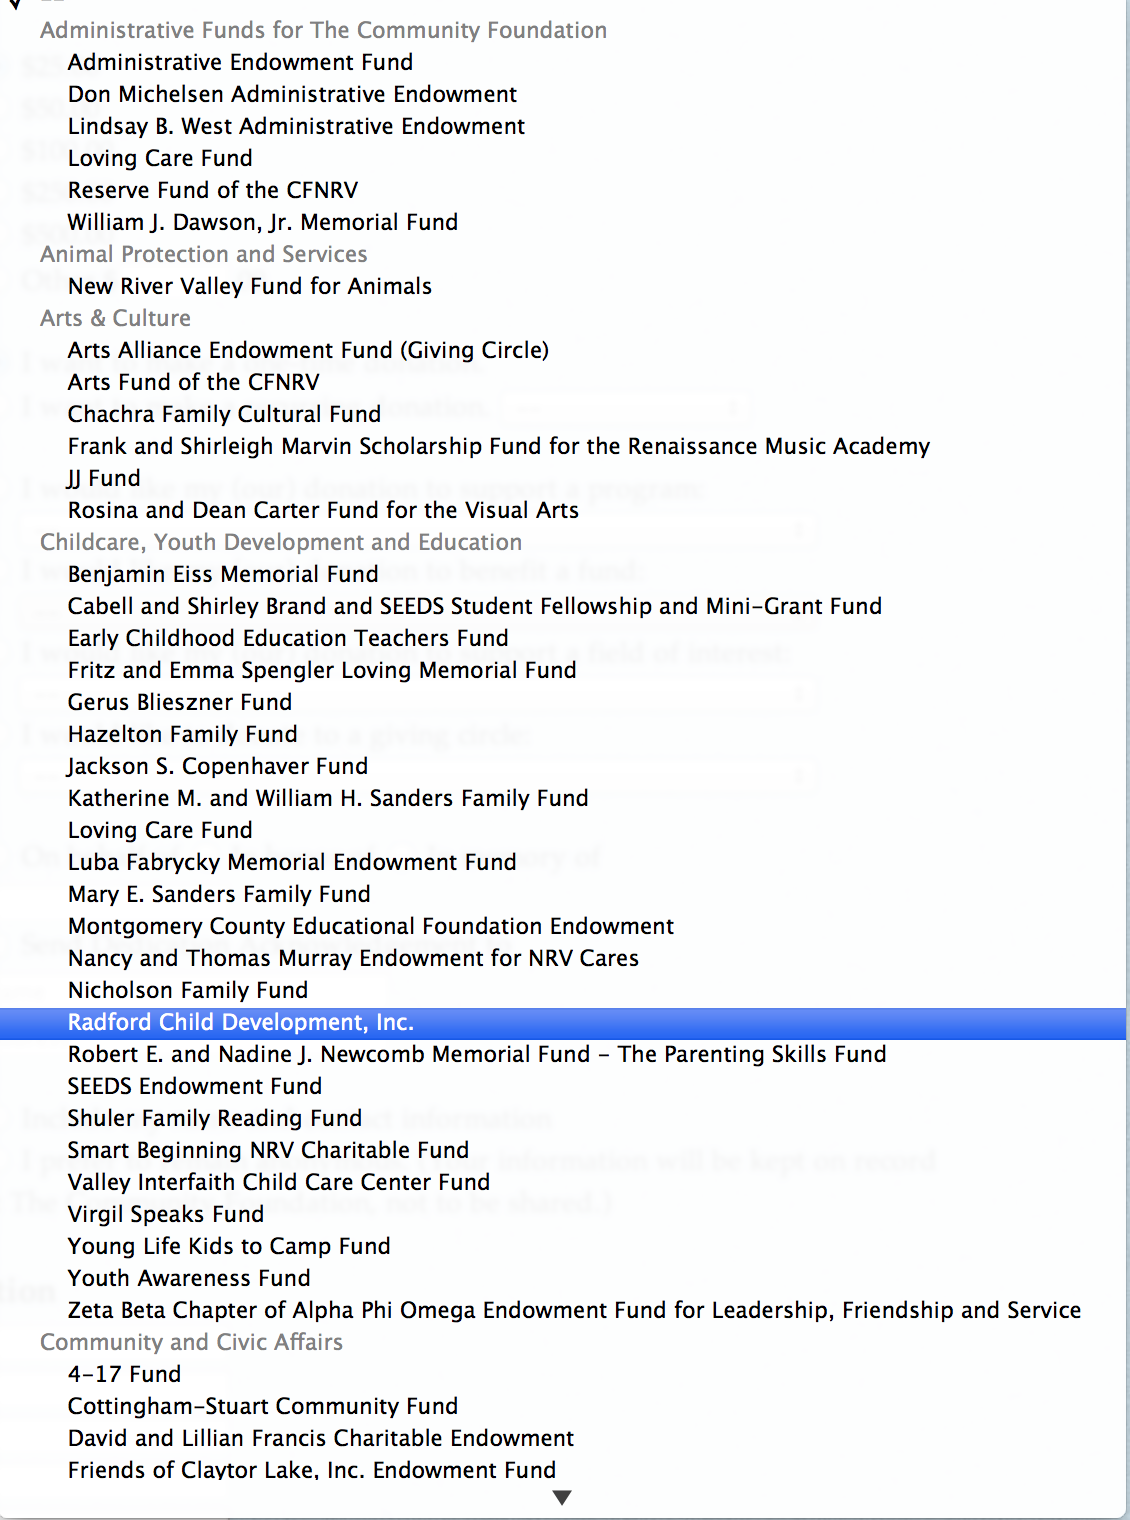 Administrative Funds for The Community Foundation
Administrative Endowment Fund
Don Michelsen Administrative Endowment
Lindsay B. West Administrative Endowment
Loving Care Fund
Reserve Fund of the CFNRV
William J. Dawson, Jr. Memorial Fund
Animal Protection and Services
New River Valley Fund for Animals
Arts & Culture
Arts Alliance Endowment Fund (Giving Circle)
Arts Fund of the CFNRV
Chachra Family Cultural Fund
Frank and Shirleigh Marvin Scholarship Fund for the Renaissance Music Academy
JJ Fund
Rosina and Dean Carter Fund for the Visual Arts
Childcare, Youth Development and Education
Benjamin Eiss Memorial Fund
Cabell and Shirley Brand and SEEDS Student Fellowship and Mini-Grant Fund
Early Childhood Education Teachers Fund
Fritz and Emma Spengler Loving Memorial Fund
Gerus Blieszner Fund
Hazelton Family Fund
Jackson S. Copenhaver Fund
Katherine M. and William H. Sanders Family Fund
Loving Care Fund
Luba Fabrycky Memorial Endowment Fund
Mary E. Sanders Family Fund
Montgomery County Educational Foundation Endowment
Nancy and Thomas Murray Endowment for NRV Cares
Nicholson Family Fund
Radford Child Development, Inc.
Robert E. and Nadine J. Newcomb Memorial Fund - The Parenting Skills Fund
SEEDS Endowment Fund
Shuler Family Reading Fund
Smart Beginning NRV Charitable Fund
Valley Interfaith Child Care Center Fund
Virgil Speaks Fund
Young Life Kids to Camp Fund
Youth Awareness Fund
Zeta Beta Chapter of Alpha Phi Omega Endowment Fund for Leadership, Friendship and Service
Community and Civic Affairs
4-17 Fund
Cottingham-Stuart Community Fund
David and Lillian Francis Charitable Endowment
Friends of Claytor Lake, Inc. Endowment Fund